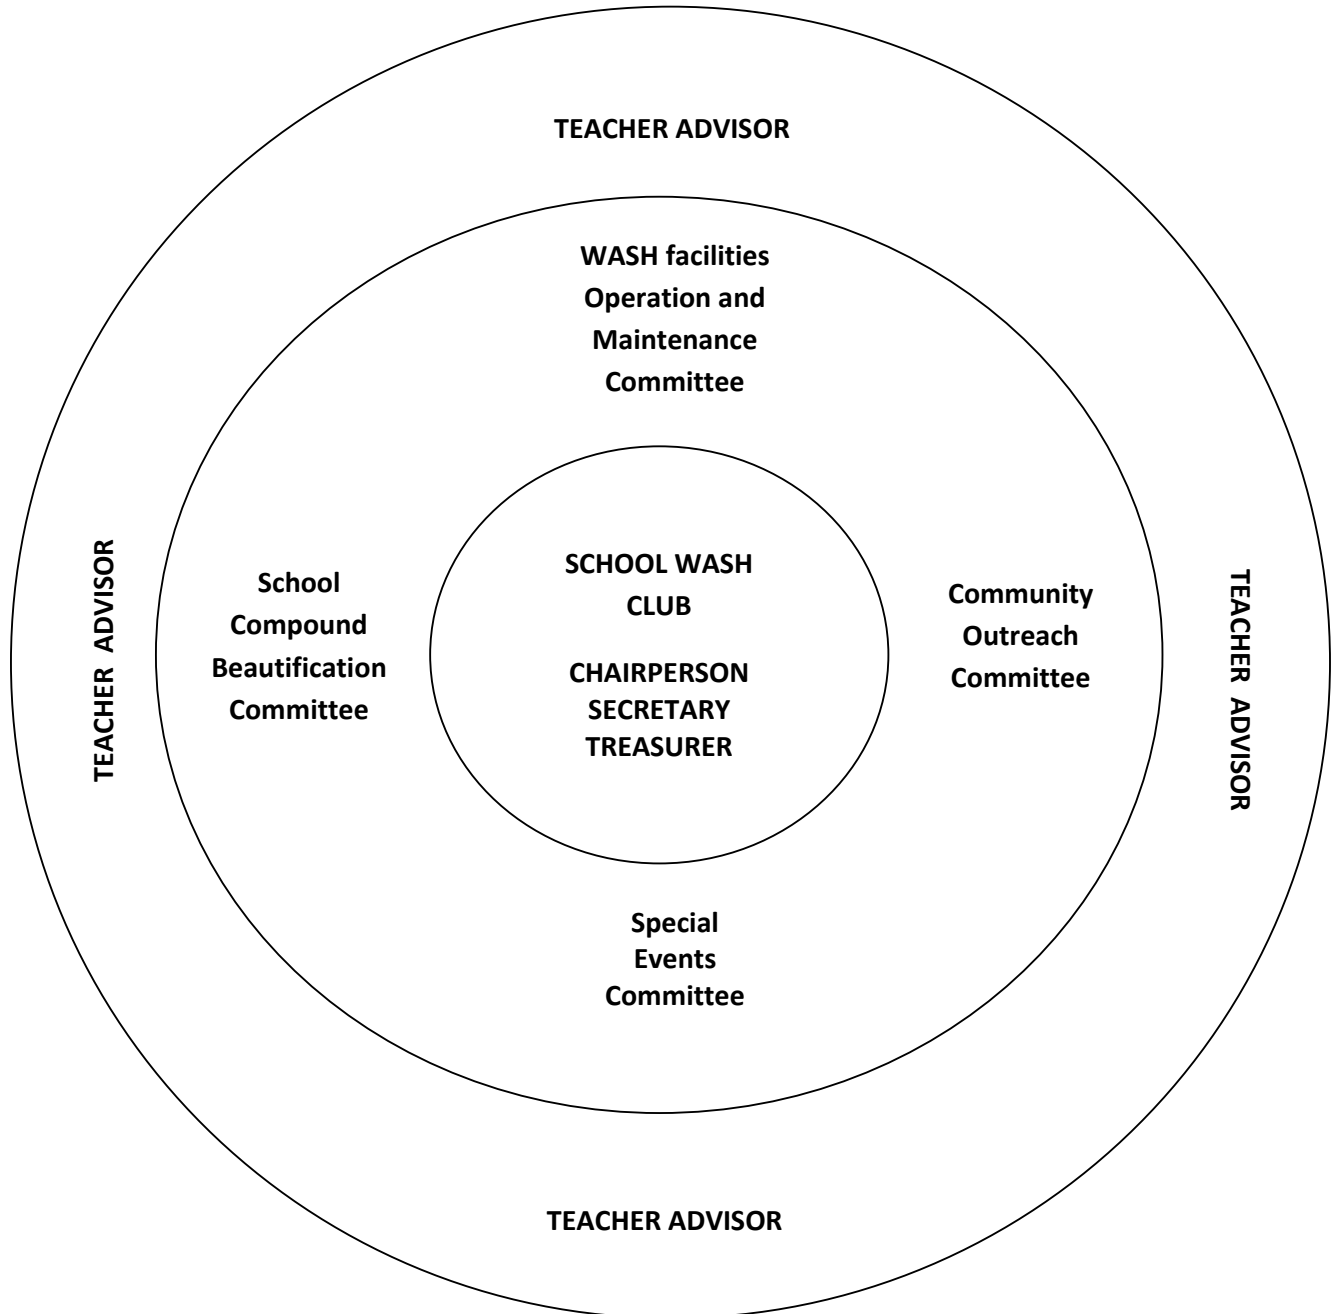 TEACHER ADVISOR
WASH facilities
Operation and
Maintenance
Committee
TEACHER ADVISOR
School
Compound
Beautification
Committee
SCHOOL WASH
CLUB
CHAIRPERSON
SECRETARY
TREASURER
Community
Outreach
Committee
TEACHER ADVISOR
Special
Events
Committee
TEACHER ADVISOR